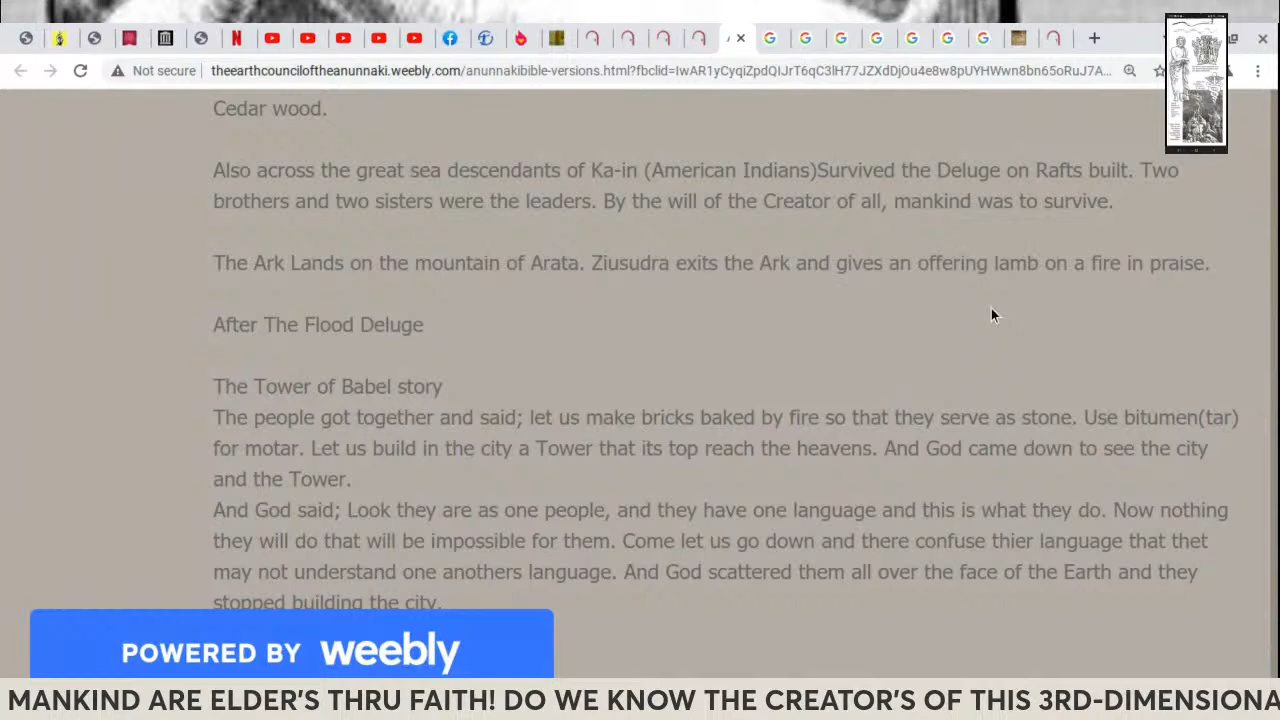 Not secure
theearthcounciloftheanunnaki.weebly.com/anunnakibible-versions.html?fbclid=IwAR1yCyqiZpdQIJrT6qC3lH77JZXdDjOu4e8w8pUYHWwn8bn65oRuJ7A...
Cedar wood.
Also across the great sea descendants of Ka-in (American Indians)Survived the Deluge on Rafts built. Two
brothers and two sisters were the leaders. By the will of the Creator of all, mankind was to survive.
The Ark Lands on the mountain of Arata. Ziusudra exits the Ark and gives an offering lamb on a fire in praise.
After The Flood Deluge
The Tower of Babel story
The people got together and said; let us make bricks baked by fire so that they serve as stone. Use bitumen(tar)
for motar. Let us build in the city a Tower that its top reach the heavens. And God came down to see the city
and the Tower.
And God said; Look they are as one people, and they have one language and this is what they do. Now nothing
they will do that will be impossible for them. Come let us go down and there confuse thier language that thet
may not understand one anothers language. And God scattered them all over the face of the Earth and they
stopped building the city.
POWERED BY weebly
MANKIND ARE ELDER'S THRU FAITH! DO WE KNOW THE CREATOR'S OF THIS 3RD-DIMENSIONA